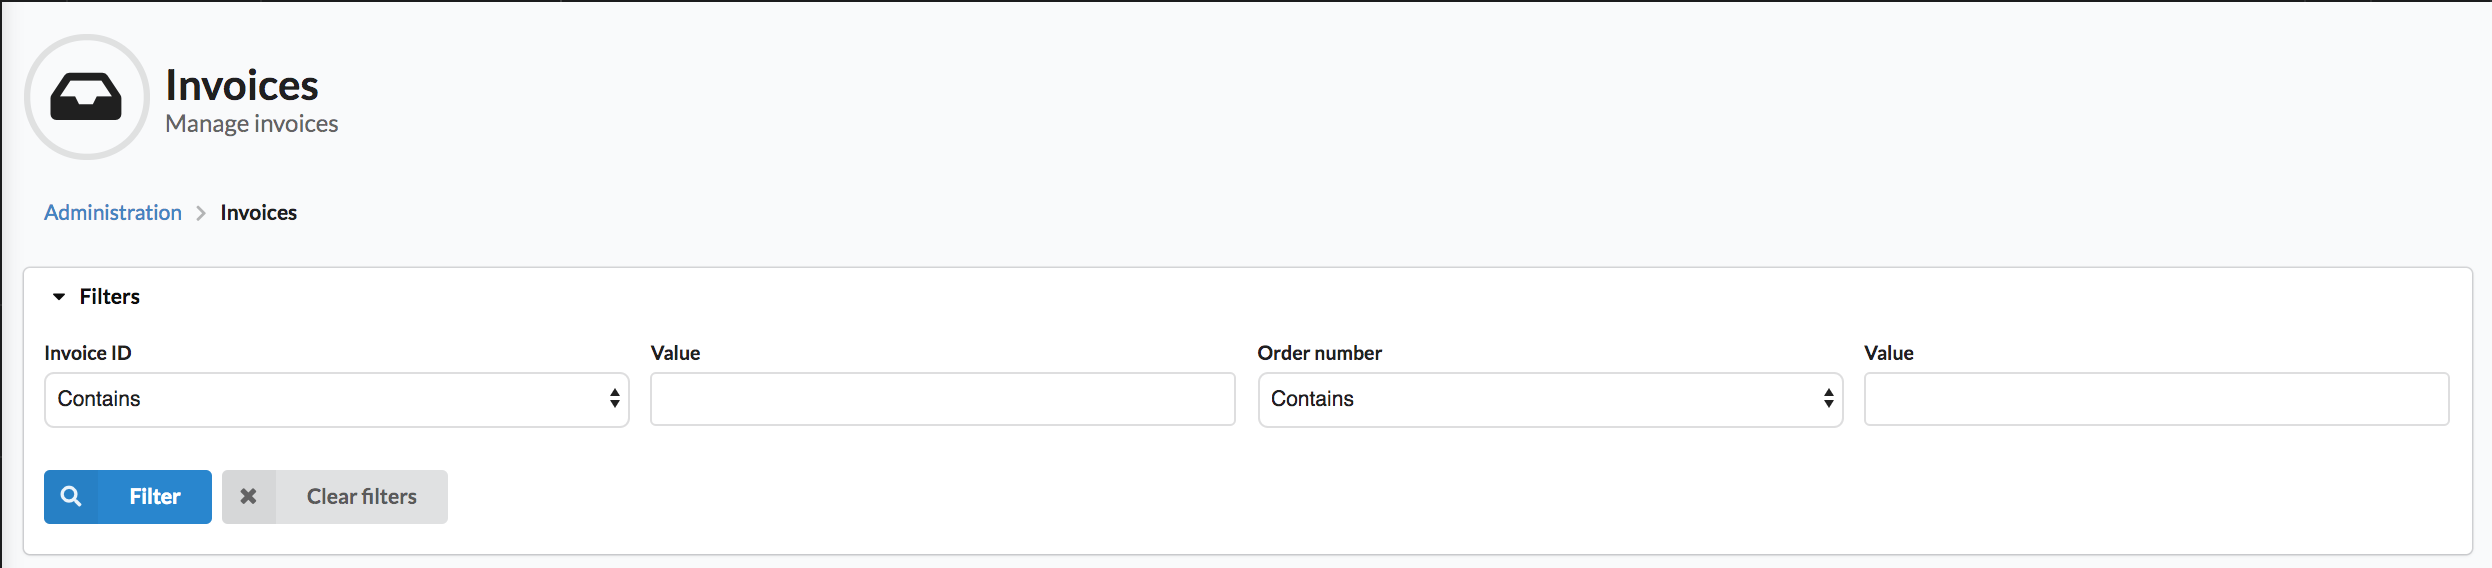 Invoices
Manage invoices
Administration Invoices
Filters
Invoice ID Value Order number Value
Contains Contains
Filter Clear filters